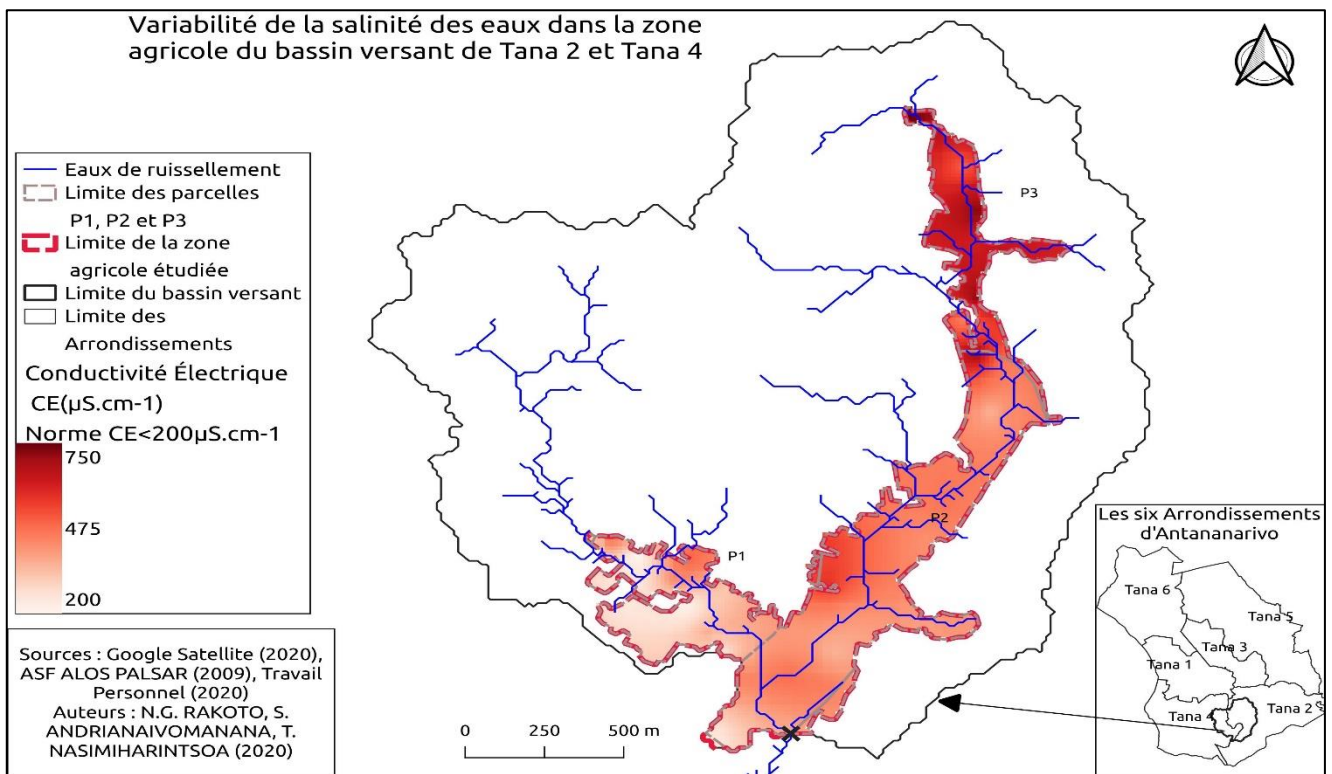 Variabilité de la salinité des eaux dans la zone
agricole du bassin versant de Tana 2 et Tana 4
Eaux de ruissellement
Limite des parcelles
P1, P2 et P3
Limite de la zone
agricole étudiée
Limite du bassin versant
Limite des
Arrondissements
Conductivité Électrique
CE(µS.cm-1)
Norme CE<200µS.cm-1
750
475
200
Sources : Google Satellite (2020),
ASF ALOS PALSAR (2009), Travail
Personnel (2020)
Auteurs : N.G. RAKOTO, S.
ANDRIANAIVOMANANA, T.
NASIMIHARINTSOA (2020)
P3
P2
P1
0 250 500 m
Les six Arrondissements
d'Antananarivo
Tana 6
Tana 5
Tana 3
Tana 1
Tana 2
Tana 4